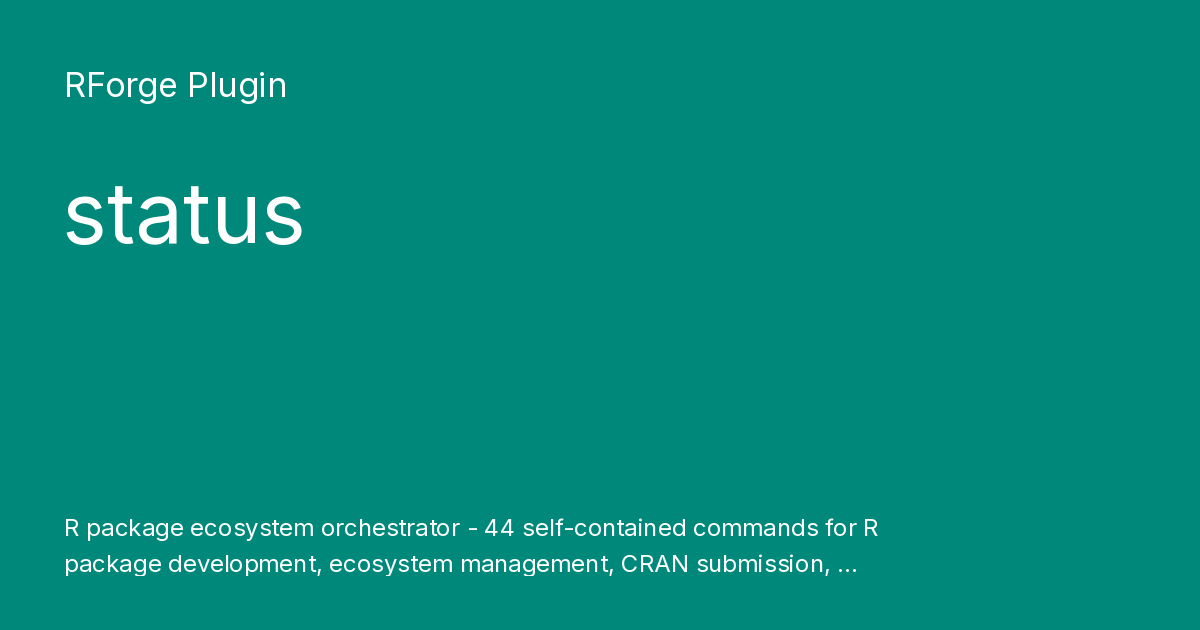 RForge Plugin
status
R package ecosystem orchestrator - 44 self-contained commands for R
package development, ecosystem management, CRAN submission, ...